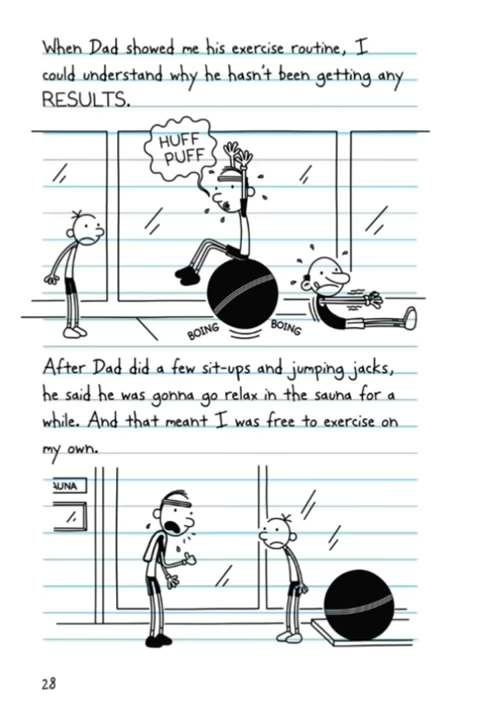 When Dad showed me his exercise routine, I
could understand why he hasn't been getting any
RESULTS.
HUFF
PUFF
BOING
BOING
After Dad did a few sit-ups and jumping jacks,
he said he was gonna go relax in the sauna for a
while. And that meant I was free to exercise on
my own.
AUNA
28